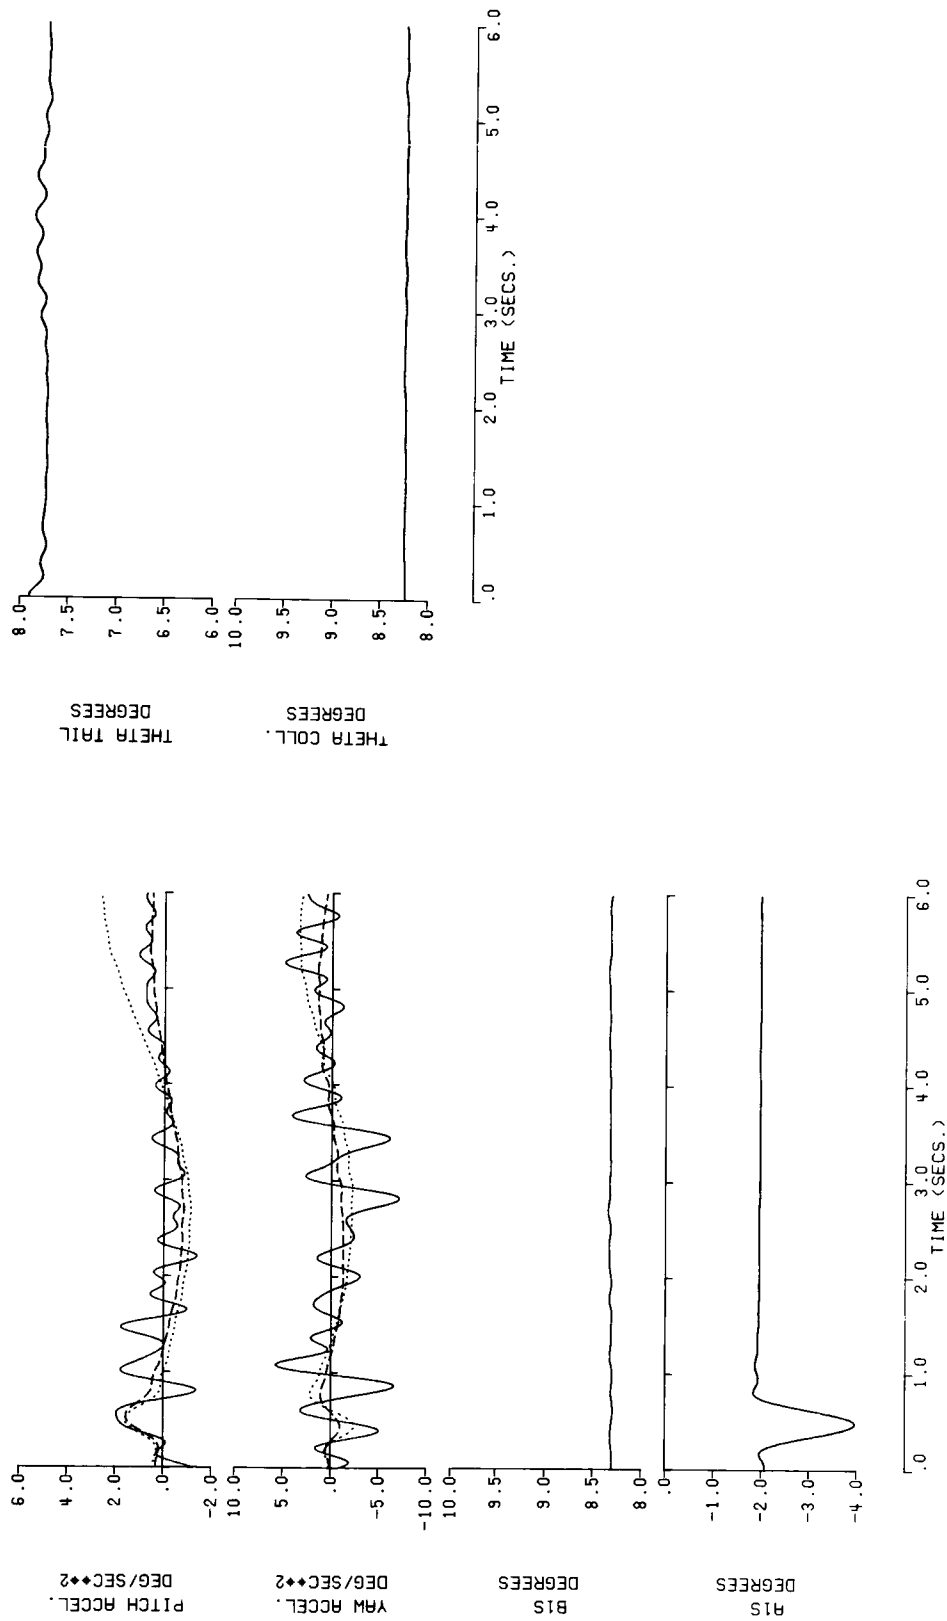 PITCH ACCEL.
DEG/SEC**2
6.0
4.0
2.0
.0
-2.0
YAW ACCEL.
DEG/SEC**2
10.0
5.0
.0
-5.0
-10.0
B1S
DEGREES
10.0
9.5
9.0
8.5
8.0
A1S
DEGREES
.0
-1.0
-2.0
-3.0
-4.0
.0 1.0 2.0 3.0 4.0 5.0 6.0
TIME (SECS.)
THETA TAIL
DEGREES
8.0
7.5
7.0
6.5
6.0
THETA COLL.
DEGREES
10.0
9.5
9.0
8.5
8.0
.0 1.0 2.0 3.0 4.0 5.0 6.0
TIME (SECS.)